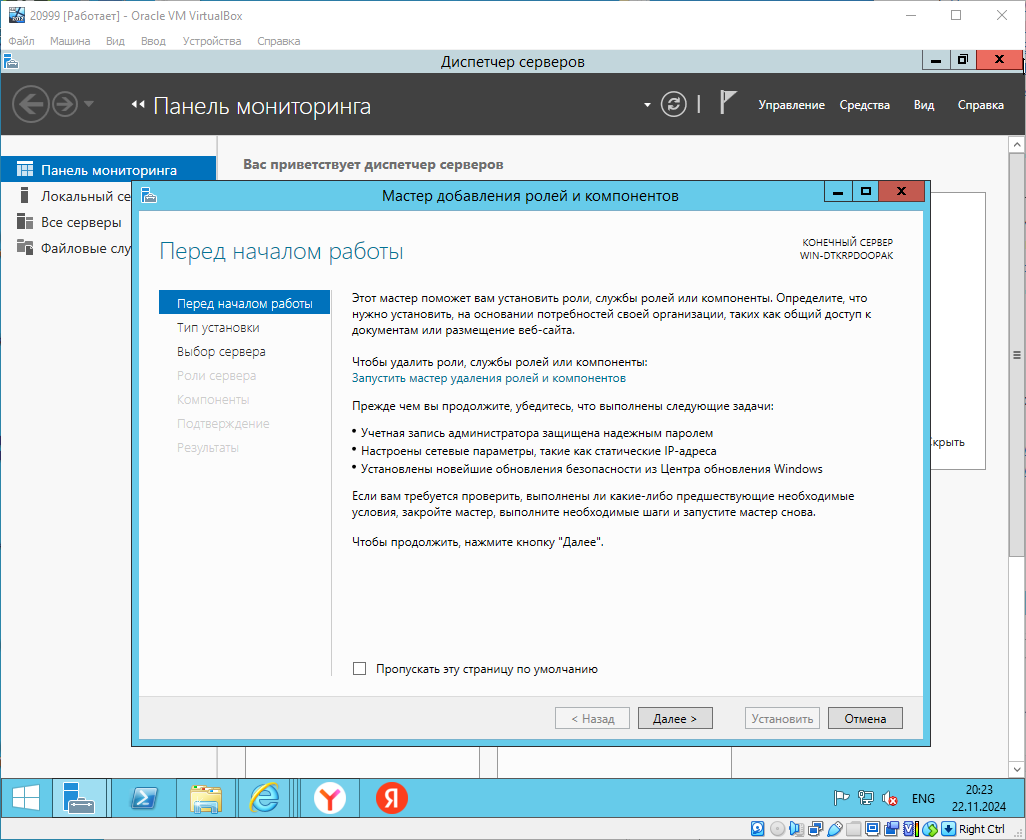 20999 [Работает] - Oracle VM VirtualBox
Файл Машина Вид Ввод Устройства Справка
Диспетчер серверов
Панель мониторинга
Управление Средства Вид Справка
Панель мониторинга
Локальный се
Все серверы
Файловые слу
Вас приветствует диспетчер серверов
Мастер добавления ролей и компонентов
Перед началом работы
КОНЕЧНЫЙ СЕРВЕР
WIN-DTKRPDOOPAK
Перед началом работы
Тип установки
Выбор сервера
Роли сервера
Компоненты
Подтверждение
Результаты
Этот мастер поможет вам установить роли, службы ролей или компоненты. Определите, что
нужно установить, на основании потребностей своей организации, таких как общий доступ к
документам или размещение веб-сайта.
Чтобы удалить роли, службы ролей или компоненты:
Запустить мастер удаления ролей и компонентов
Прежде чем вы продолжите, убедитесь, что выполнены следующие задачи:
• Учетная запись администратора защищена надежным паролем
• Настроены сетевые параметры, такие как статические IP-адреса
• Установлены новейшие обновления безопасности из Центра обновления Windows
Если вам требуется проверить, выполнены ли какие-либо предшествующие необходимые
условия, закройте мастер, выполните необходимые шаги и запустите мастер снова.
Чтобы продолжить, нажмите кнопку "Далее".
крыть
Пропускать эту страницу по умолчанию
< Назад Далее > Установить Отмена
Я
ENG
20:23
22.11.2024
Right Ctrl